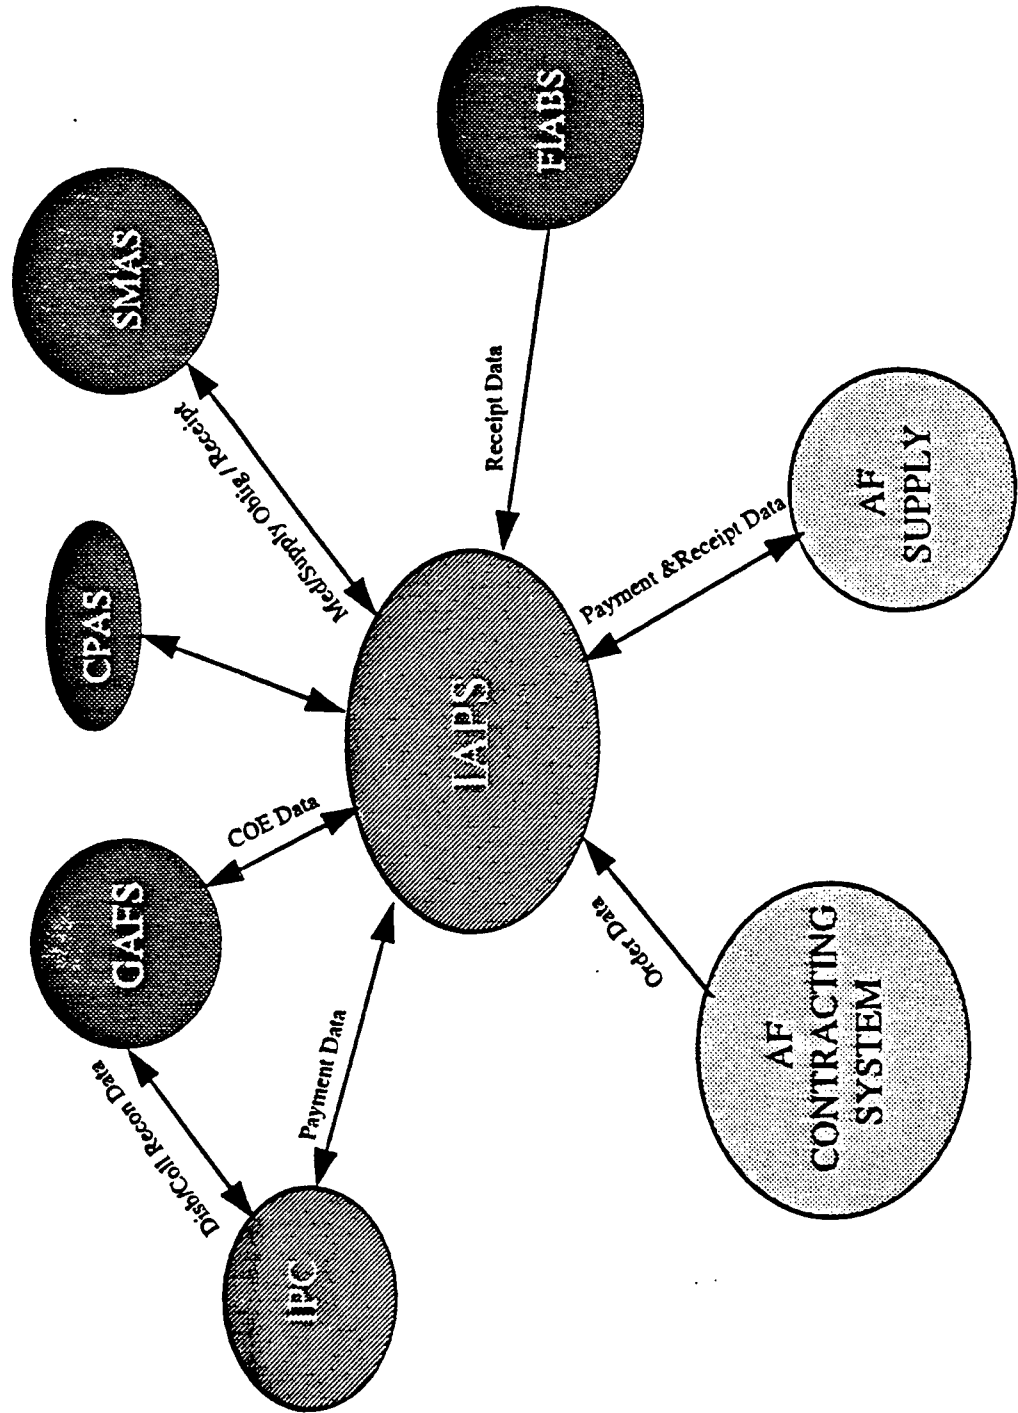 CPAS
GAFS
SMAS
Disb/Coll Recon Data
COE Data
Med/Supply Oblig / Receipt
IPC
Payment Data
IAPS
Receipt Data
FIABS
Order Data
Payment &Receipt Data
AF
CONTRACTING
SYSTEM
AF
SUPPLY